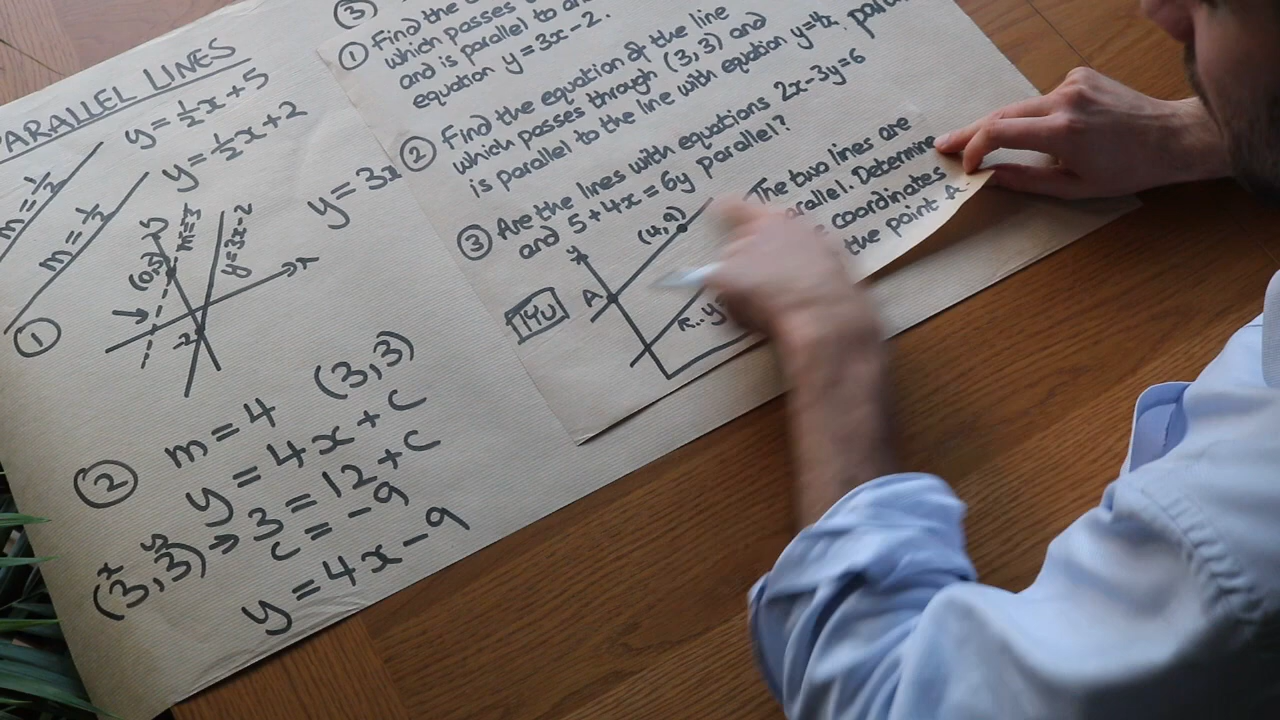 PARALLEL LINES
y = ½x + 5
y = ½x + 2
m = ½
m = ½
①
y
m = 3
y = 3x - 2
x
-2
y = 3x
②
m = 4 (3,3)
y = 4x + c
x y
(3,3) → 3 = 12 + c
c = -9
y = 4x - 9
③
① Find the
which passes
and is parallel to
equation y = 3x - 2.
② Find the equation of the line
which passes through (3,3) and
is parallel to the line with equation y = 4x.
③ Are the lines with equations 2x - 3y = 6
and 5 + 4x = 6y parallel?
TYU
y
A
(4,9)
The two lines are
parallel. Determine
coordinates
the point A.